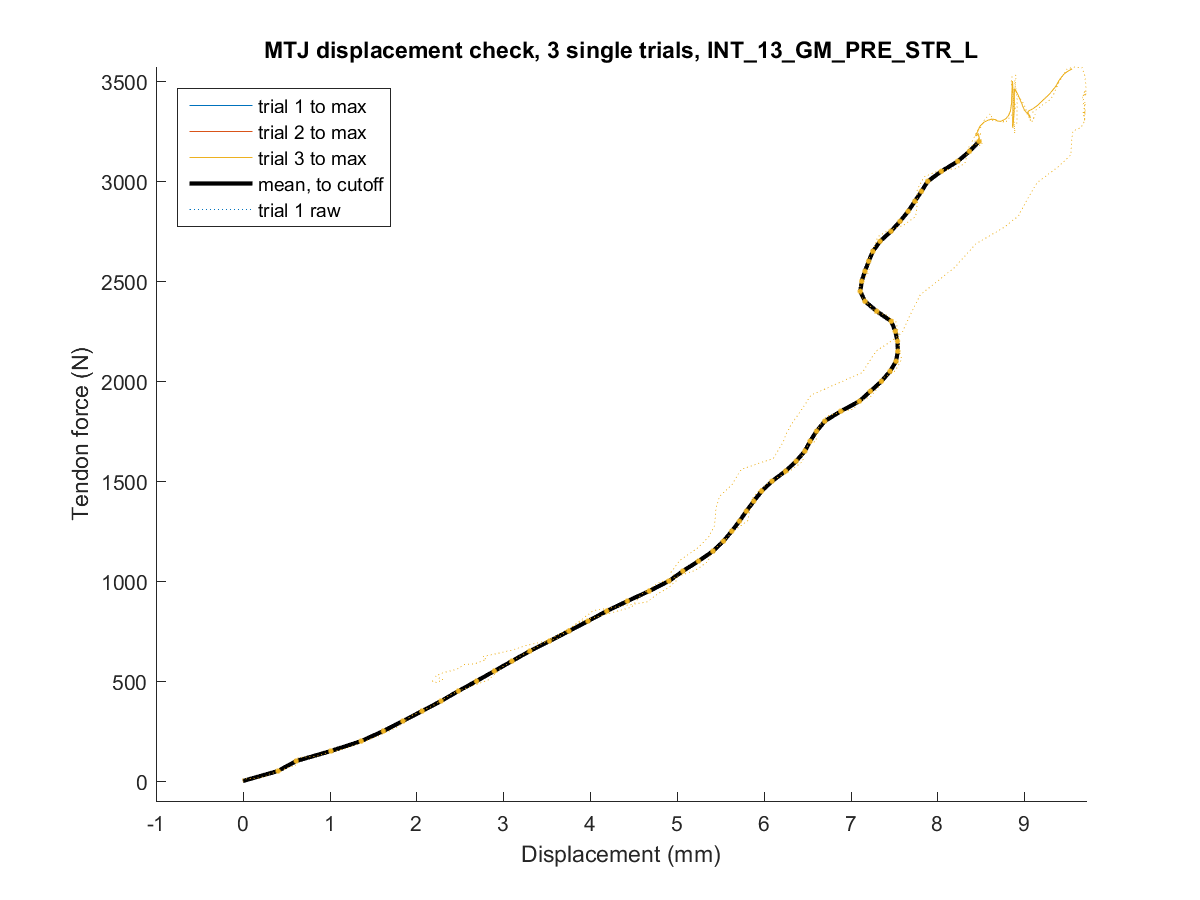 MTJ displacement check, 3 single trials, INT_13_GM_PRE_STR_L
trial 1 to max
trial 2 to max
trial 3 to max
mean, to cutoff
trial 1 raw
3500
3000
2500
2000
1500
1000
500
0
Tendon force (N)
-1 0 1 2 3 4 5 6 7 8 9
Displacement (mm)